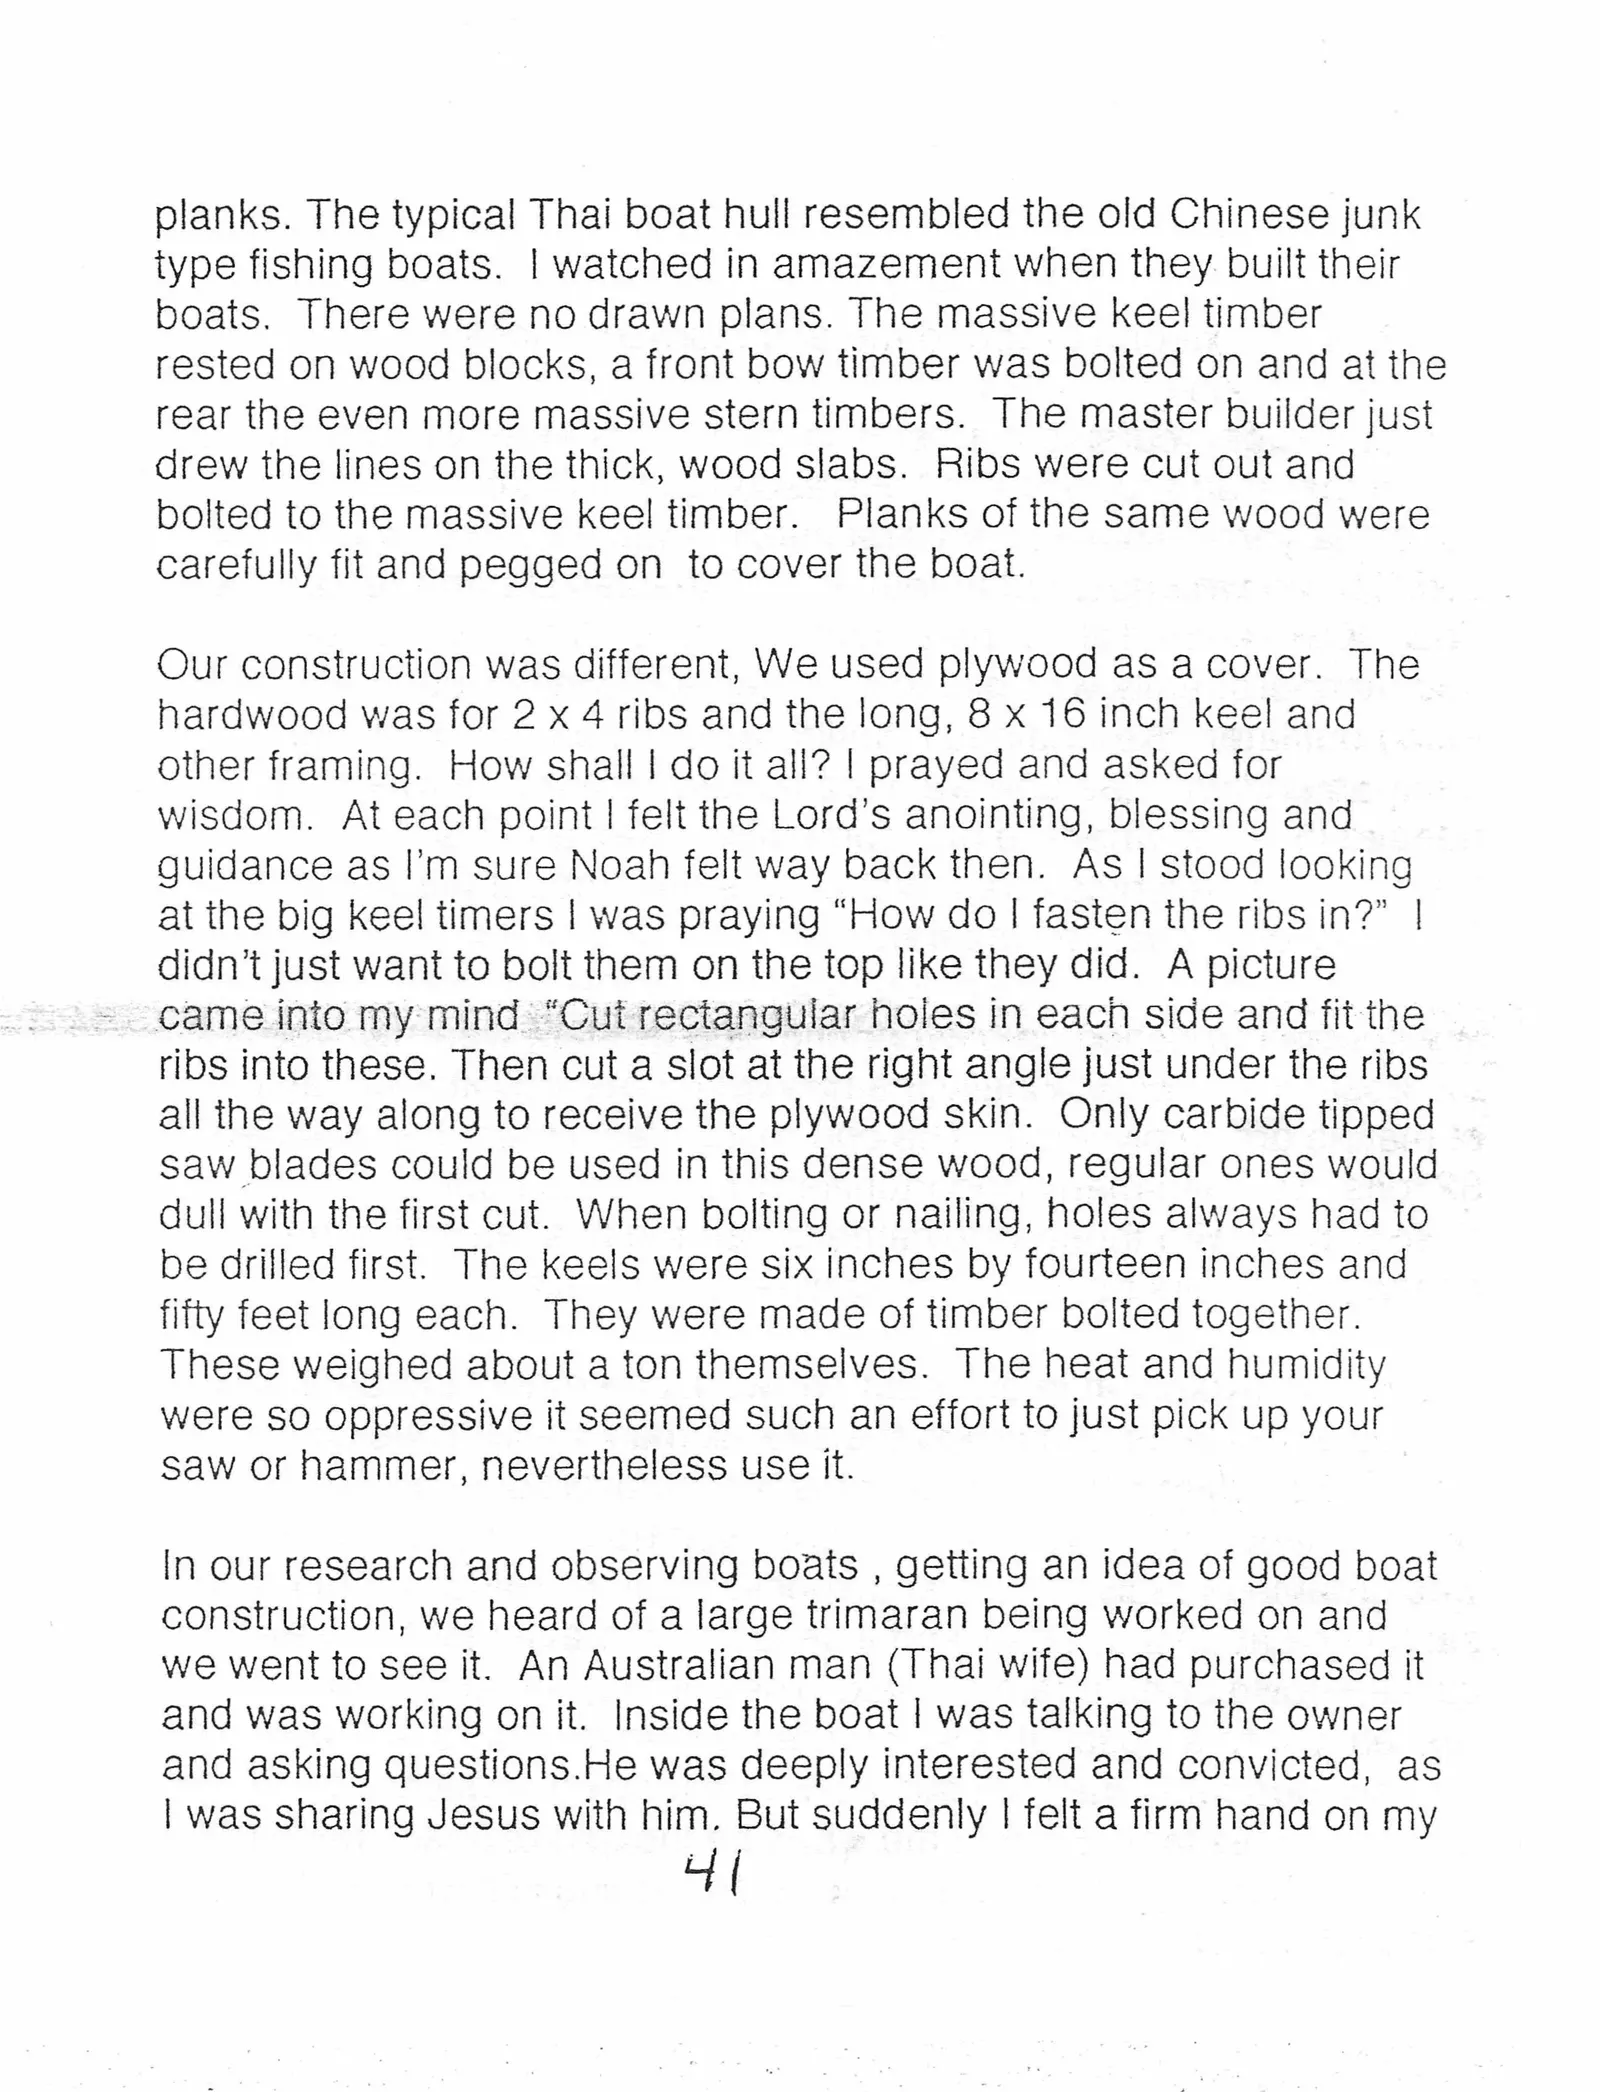 planks. The typical Thai boat hull resembled the old Chinese junk
type fishing boats.  I watched in amazement when they built their
boats.  There were no drawn plans. The massive keel timber
rested on wood blocks, a front bow timber was bolted on and at the
rear the even more massive stern timbers.  The master builder just
drew the lines on the thick, wood slabs.  Ribs were cut out and
bolted to the massive keel timber.   Planks of the same wood were
carefully fit and pegged on  to cover the boat.

Our construction was different, We used plywood as a cover.  The
hardwood was for 2 x 4 ribs and the long, 8 x 16 inch keel and
other framing.  How shall I do it all? I prayed and asked for
wisdom.  At each point I felt the Lord's anointing, blessing and
guidance as I'm sure Noah felt way back then.  As I stood looking
at the big keel timers I was praying "How do I fasten the ribs in?"  I
didn't just want to bolt them on the top like they did.  A picture
came into my mind  "Cut rectangular holes in each side and fit the
ribs into these. Then cut a slot at the right angle just under the ribs
all the way along to receive the plywood skin.  Only carbide tipped
saw blades could be used in this dense wood, regular ones would
dull with the first cut.  When bolting or nailing, holes always had to
be drilled first.  The keels were six inches by fourteen inches and
fifty feet long each.  They were made of timber bolted together.
These weighed about a ton themselves.  The heat and humidity
were so oppressive it seemed such an effort to just pick up your
saw or hammer, nevertheless use it.

In our research and observing boats , getting an idea of good boat
construction, we heard of a large trimaran being worked on and
we went to see it.  An Australian man (Thai wife) had purchased it
and was working on it.  Inside the boat I was talking to the owner
and asking questions.He was deeply interested and convicted,  as
I was sharing Jesus with him. But suddenly I felt a firm hand on my
41